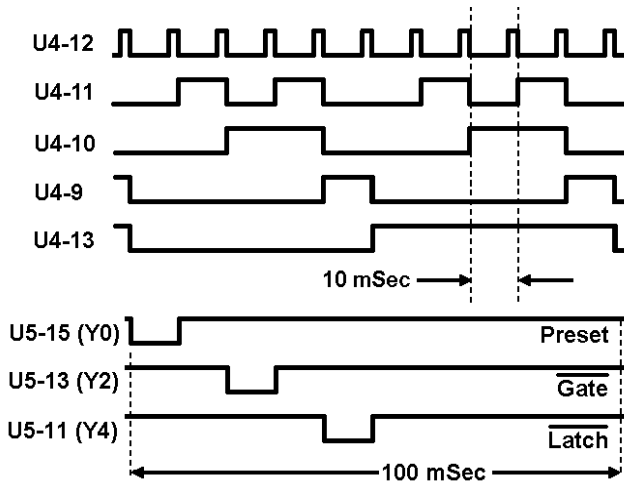 U4-12
U4-11
U4-10
U4-9
U4-13
10 mSec
U5-15 (Y0)
Preset
U5-13 (Y2)
Gate
U5-11 (Y4)
Latch
100 mSec